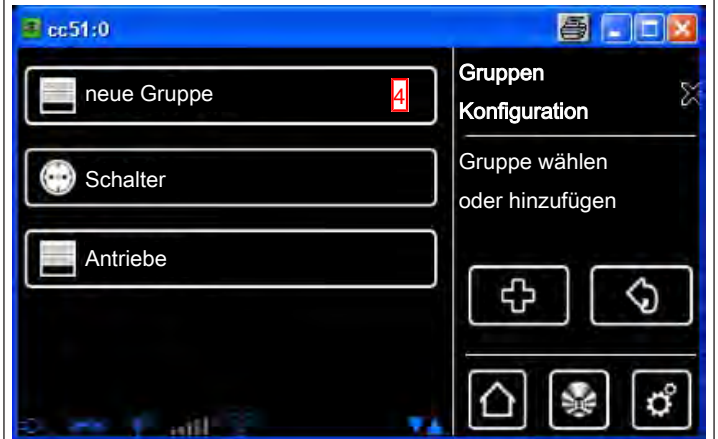 cc51:0
neue Gruppe 4
Schalter
Antriebe
Gruppen
Konfiguration
Gruppe wählen
oder hinzufügen